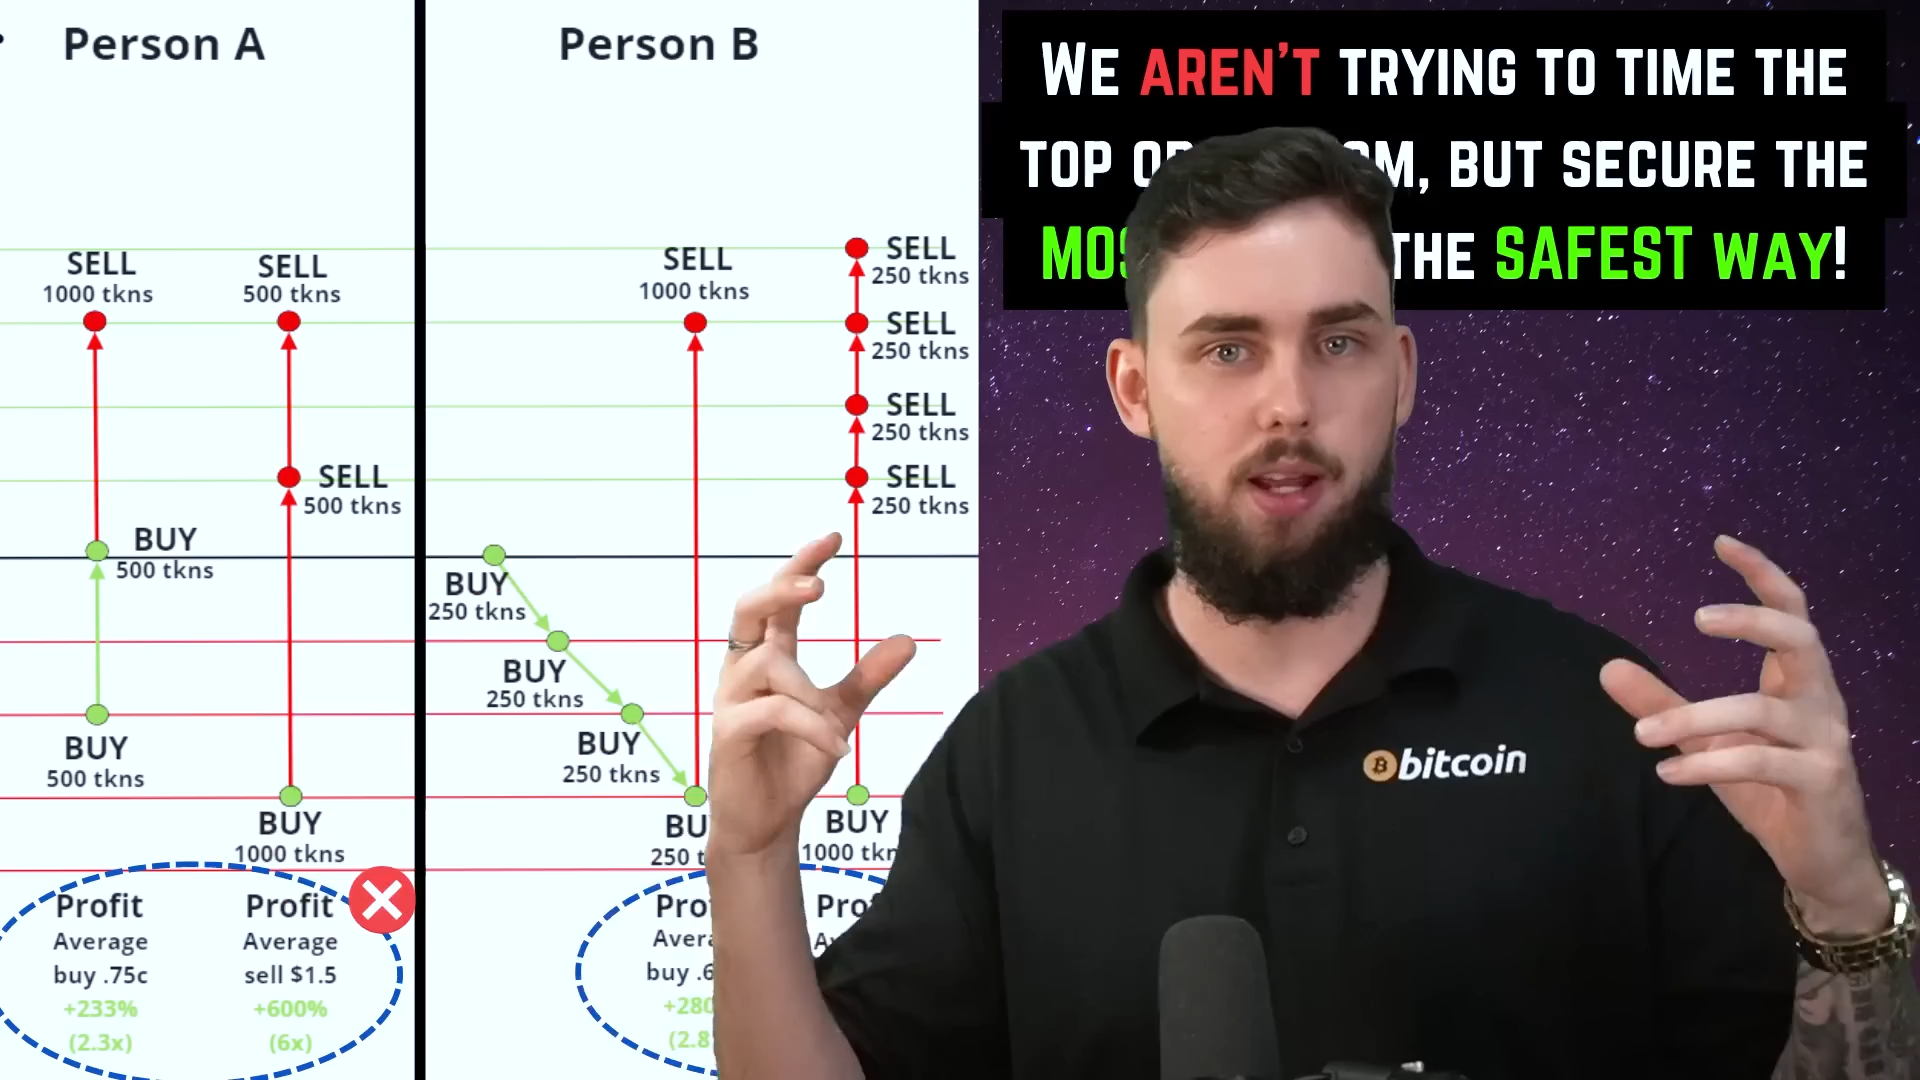 Person A
SELL
1000 tkns
SELL
500 tkns
SELL
500 tkns
BUY
500 tkns
BUY
500 tkns
BUY
1000 tkns
Profit
Average
buy .75c
+233%
(2.3x)
Profit
Average
sell $1.5
+600%
(6x)
Person B
SELL
1000 tkns
SELL
250 tkns
SELL
250 tkns
SELL
250 tkns
SELL
250 tkns
BUY
250 tkns
BUY
250 tkns
BUY
250 tkns
250
BUY
1000
buy
WE AREN'T TRYING TO TIME THE
TOP BUT SECURE THE
THE SAFEST WAY!
bitcoin